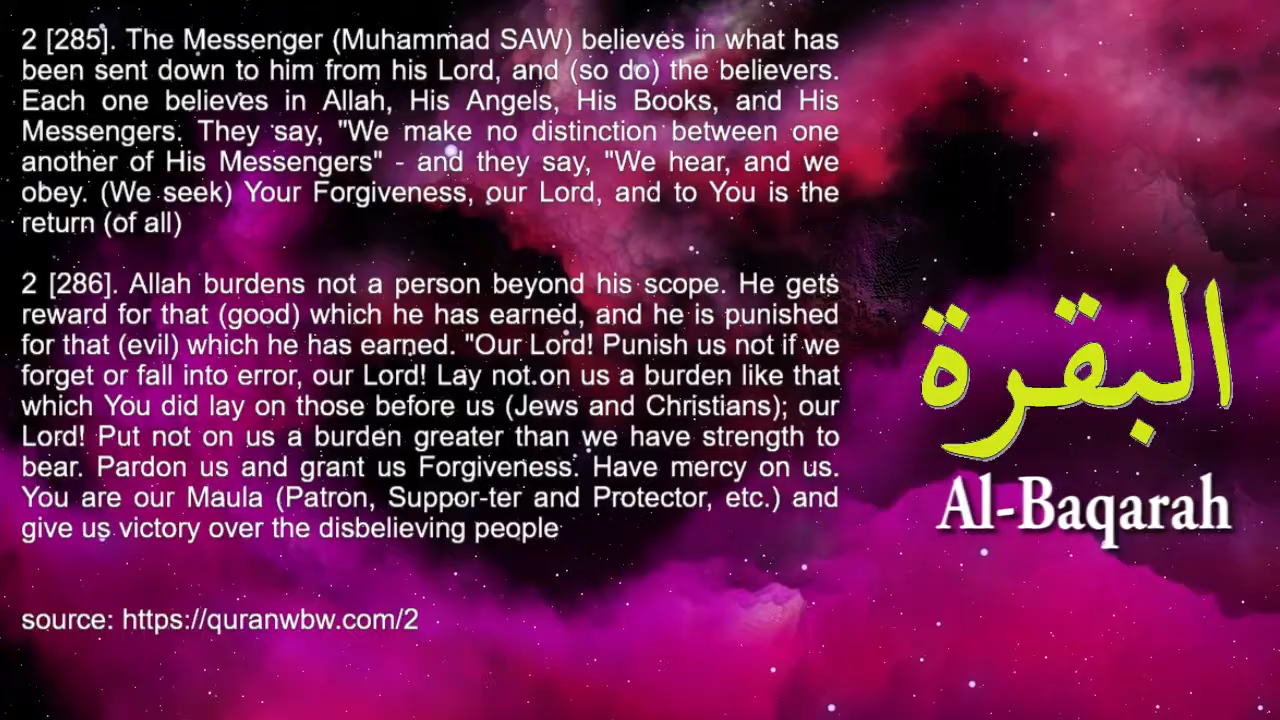 2 [285]. The Messenger (Muhammad SAW) believes in what has
been sent down to him from his Lord, and (so do) the believers.
Each one believes in Allah, His Angels, His Books, and His
Messengers. They say, "We make no distinction between one
another of His Messengers" - and they say, "We hear, and we
obey. (We seek) Your Forgiveness, our Lord, and to You is the
return (of all)
2 [286]. Allah burdens not a person beyond his scope. He gets
reward for that (good) which he has earned, and he is punished
for that (evil) which he has earned. "Our Lord! Punish us not if we
forget or fall into error, our Lord! Lay not on us a burden like that
which You did lay on those before us (Jews and Christians); our
Lord! Put not on us a burden greater than we have strength to
bear. Pardon us and grant us Forgiveness. Have mercy on us.
You are our Maula (Patron, Suppor-ter and Protector, etc.) and
give us victory over the disbelieving people
source: https://quranwbw.com/2
البقرة
Al-Baqarah